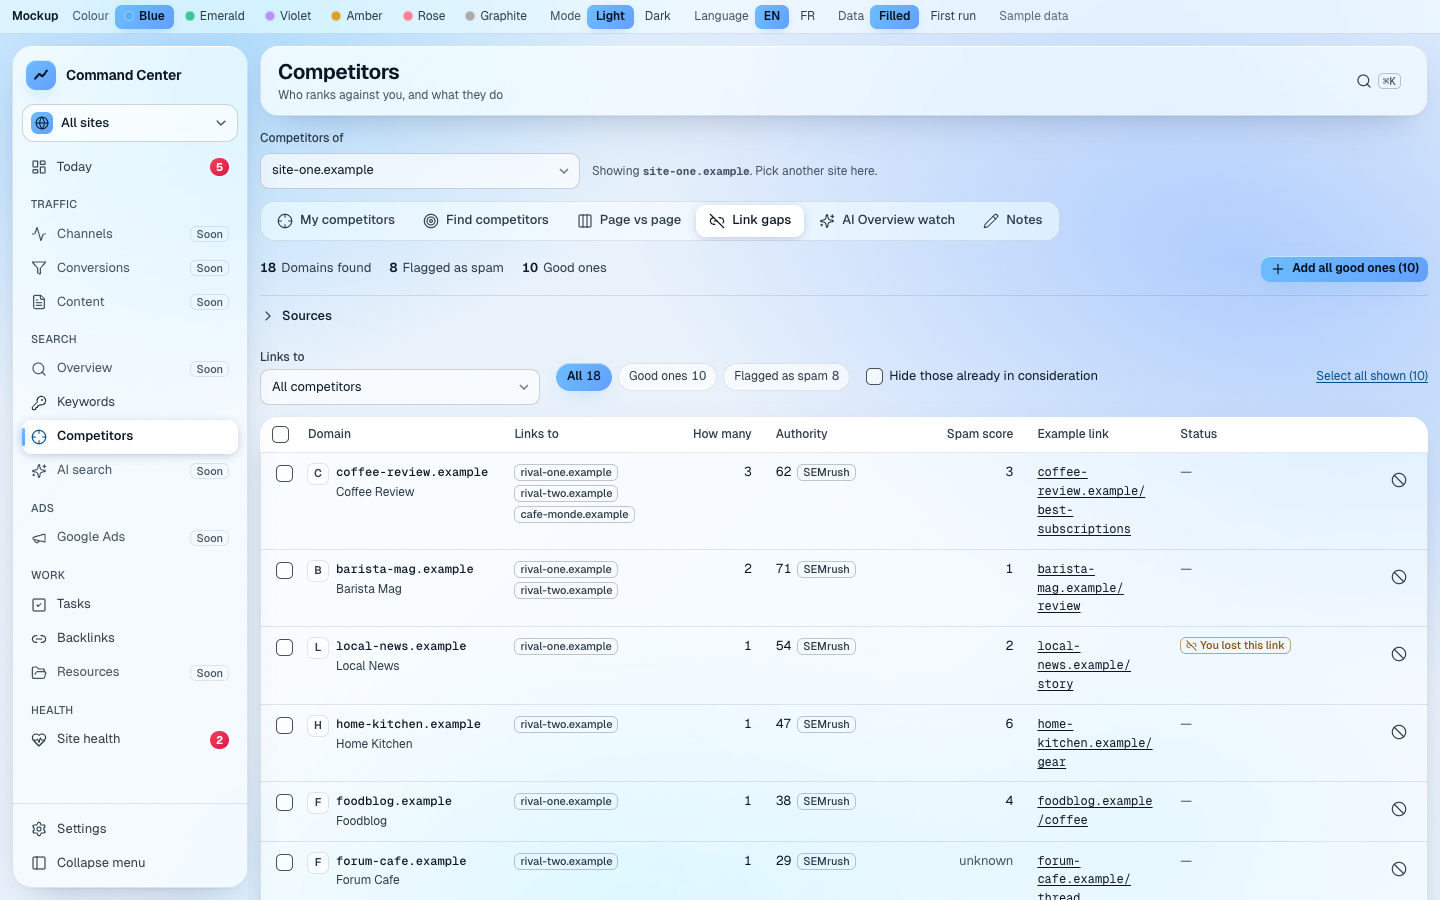 Mockup Colour Blue Emerald Violet Amber Rose Graphite Mode Light Dark Language EN FR Data Filled First run Sample data
Command Center
All sites
Today 5
TRAFFIC
Channels Soon
Conversions Soon
Content Soon
SEARCH
Overview Soon
Keywords
Competitors
AI search Soon
ADS
Google Ads Soon
WORK
Tasks
Backlinks
Resources Soon
HEALTH
Site health 2
Settings
Collapse menu
Competitors
Who ranks against you, and what they do
⌘K
Competitors of
site-one.example
Showing site-one.example. Pick another site here.
My competitors Find competitors Page vs page Link gaps AI Overview watch Notes
18 Domains found 8 Flagged as spam 10 Good ones
Add all good ones (10)
Sources
Links to
All competitors
All 18 Good ones 10 Flagged as spam 8 Hide those already in consideration Select all shown (10)
Domain Links to How many Authority Spam score Example link Status
C coffee-review.example rival-one.example 3 62 SEMrush 3 coffee- —
Coffee Review rival-two.example review.example/
cafe-monde.example best-
subscriptions
B barista-mag.example rival-one.example 2 71 SEMrush 1 barista- —
Barista Mag rival-two.example mag.example/
review
L local-news.example rival-one.example 1 54 SEMrush 2 local- You lost this link
Local News news.example/
story
H home-kitchen.example rival-two.example 1 47 SEMrush 6 home- —
Home Kitchen kitchen.example/
gear
F foodblog.example rival-one.example 1 38 SEMrush 4 foodblog.example —
Foodblog /coffee
F forum-cafe.example rival-two.example 1 29 SEMrush unknown forum- —
Forum Cafe cafe.example/
thread